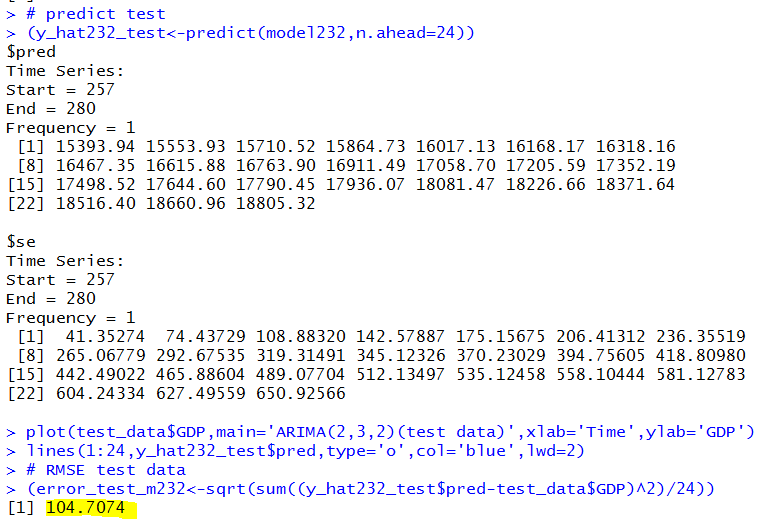 > # predict test
> (y_hat232_test<-predict(model232,n.ahead=24))
$pred
Time Series:
Start = 257
End = 280
Frequency = 1
 [1] 15393.94 15553.93 15710.52 15864.73 16017.13 16168.17 16318.16
 [8] 16467.35 16615.88 16763.90 16911.49 17058.70 17205.59 17352.19
[15] 17498.52 17644.60 17790.45 17936.07 18081.47 18226.66 18371.64
[22] 18516.40 18660.96 18805.32

$se
Time Series:
Start = 257
End = 280
Frequency = 1
 [1]  41.35274  74.43729 108.88320 142.57887 175.15675 206.41312 236.35519
 [8] 265.06779 292.67535 319.31491 345.12326 370.23029 394.75605 418.80980
[15] 442.49022 465.88604 489.07704 512.13497 535.12458 558.10444 581.12783
[22] 604.24334 627.49559 650.92566

> plot(test_data$GDP,main='ARIMA(2,3,2)(test data)',xlab='Time',ylab='GDP')
> lines(1:24,y_hat232_test$pred,type='o',col='blue',lwd=2)
> # RMSE test data
> (error_test_m232<-sqrt(sum((y_hat232_test$pred-test_data$GDP)^2)/24))
[1] 104.7074